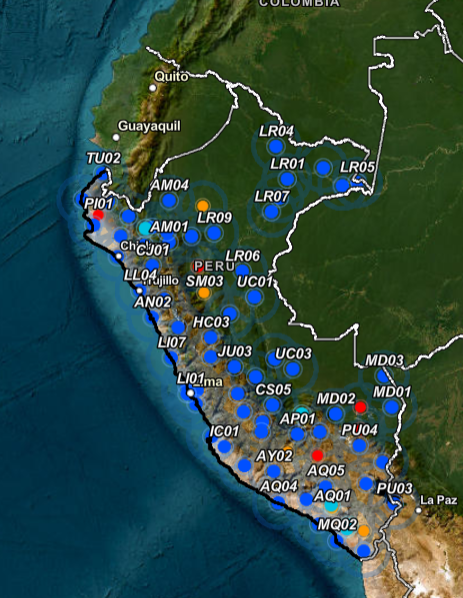 COLOMBIA
Quito
Guayaquil
LR04
TU02
LR01
LR05
AM04
LR07
PI01
LR09
AM01
CJ01
LR06
PERU
LL04
Trujillo
SM03
UC01
AN02
HC03
LI07
JU03
UC03
MD03
LI01
CS05
MD02
MD01
AP01
IC01
PU04
AY02
AQ05
AQ04
AQ01
PU03
La Paz
MQ02